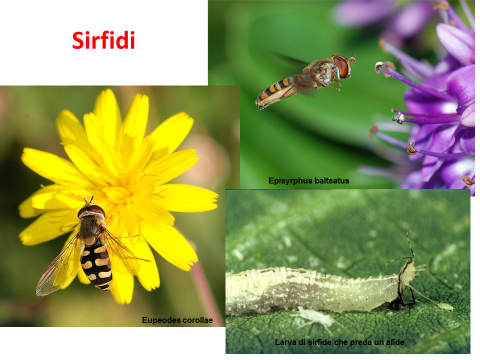 Sirfidi
Episyrphus balteatus
Eupeodes corollae
Larva di sirfide che preda un afide